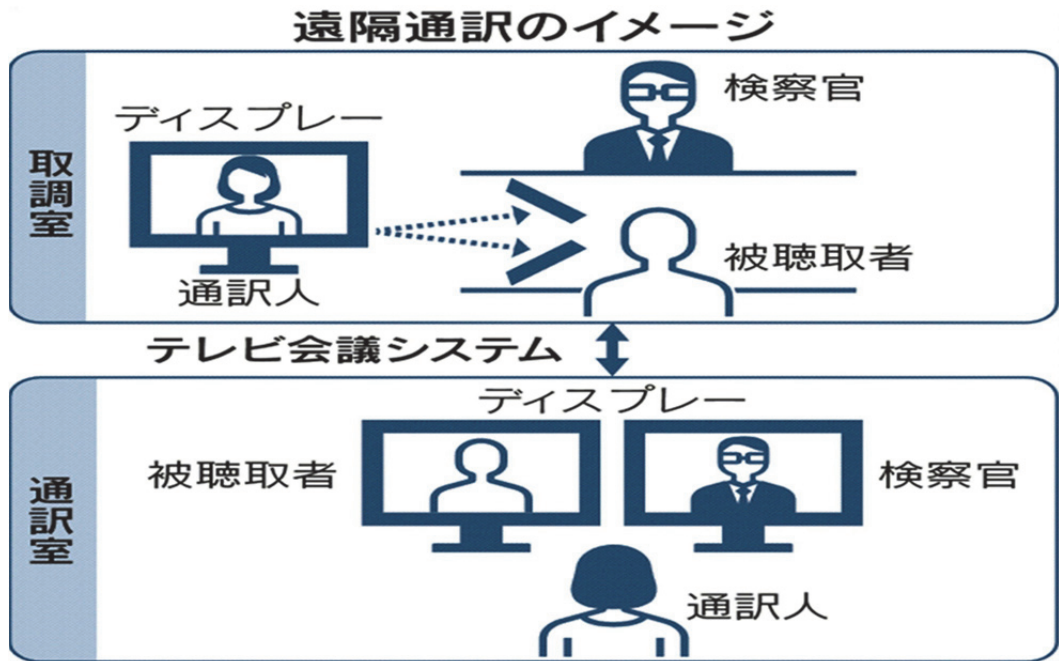 遠隔通訳のイメージ
取調室
検察官
ディスプレー
被聴取者
通訳人
テレビ会議システム
通訳室
ディスプレー
被聴取者
検察官
通訳人